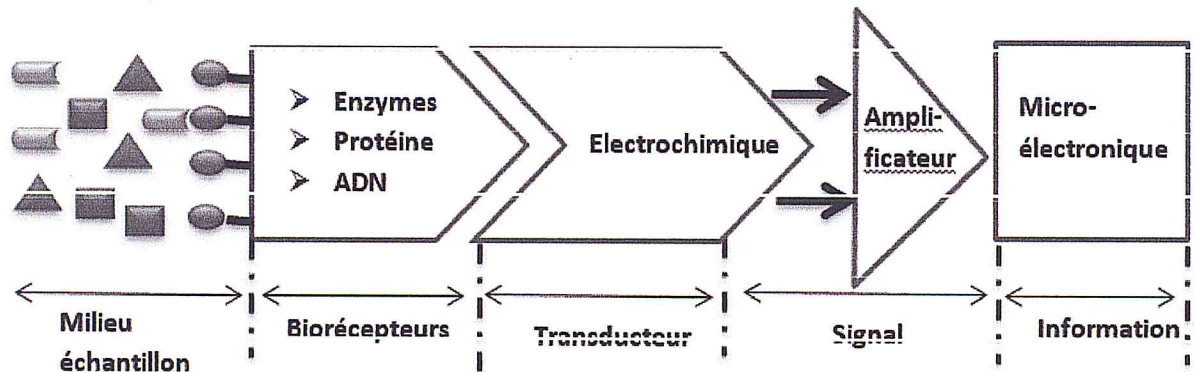 ➤ Enzymes
➤ Protéine
➤ ADN
Electrochimique
Ampli-
ficateur
Micro-
électronique
Milieu
échantillon
Biorécepteurs
Transducteur
Signal
Information